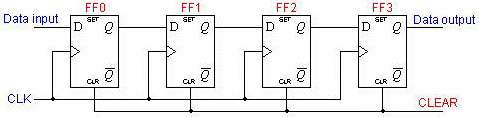 FF0 FF1 FF2 FF3
Data input D SET Q D SET Q D SET Q D SET Q Data output
CLR Q CLR Q CLR Q CLR Q
CLK
CLEAR